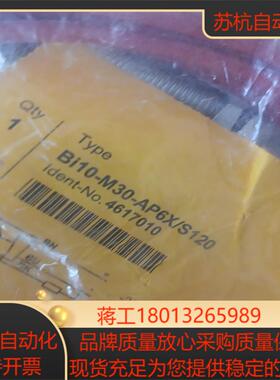 苏杭自动
Qty
1
Type
Bi10-M30-AP6X/S120
Ident-No. 4617010
BN
蒋工18013265989
自动化
品牌质量放心采购质量保
开票
现货充足为您提供稳定的